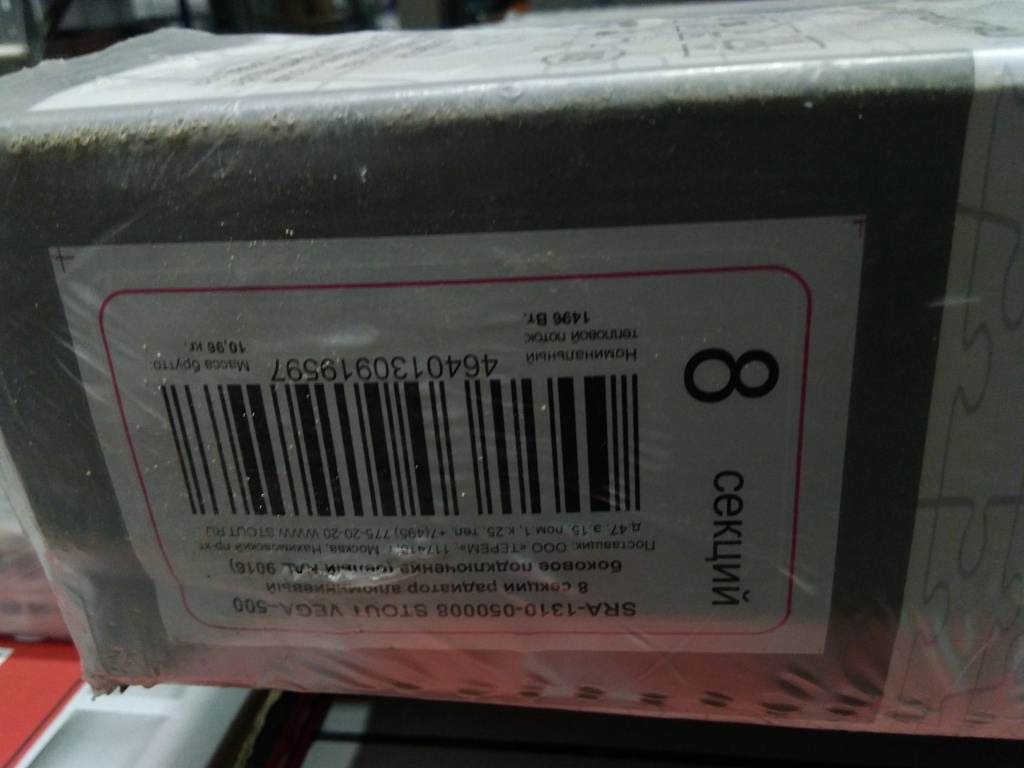 SRA-1310-050008 STOUT VEGA-500
8 секций радиатор алюминиевый
боковое подключение (белый RAL 9016)
Поставщик: ООО «ТЕРЕМ», г. Москва, Нахимовский пр-кт
д.47, э.15, пом.1, к.25, тел. +7(495) 775-20-20 WWW.STOUT.RU
4640130919597
Номинальный
тепловой поток:
1496 Вт.
Масса брутто:
10,96 кг.
8
секций